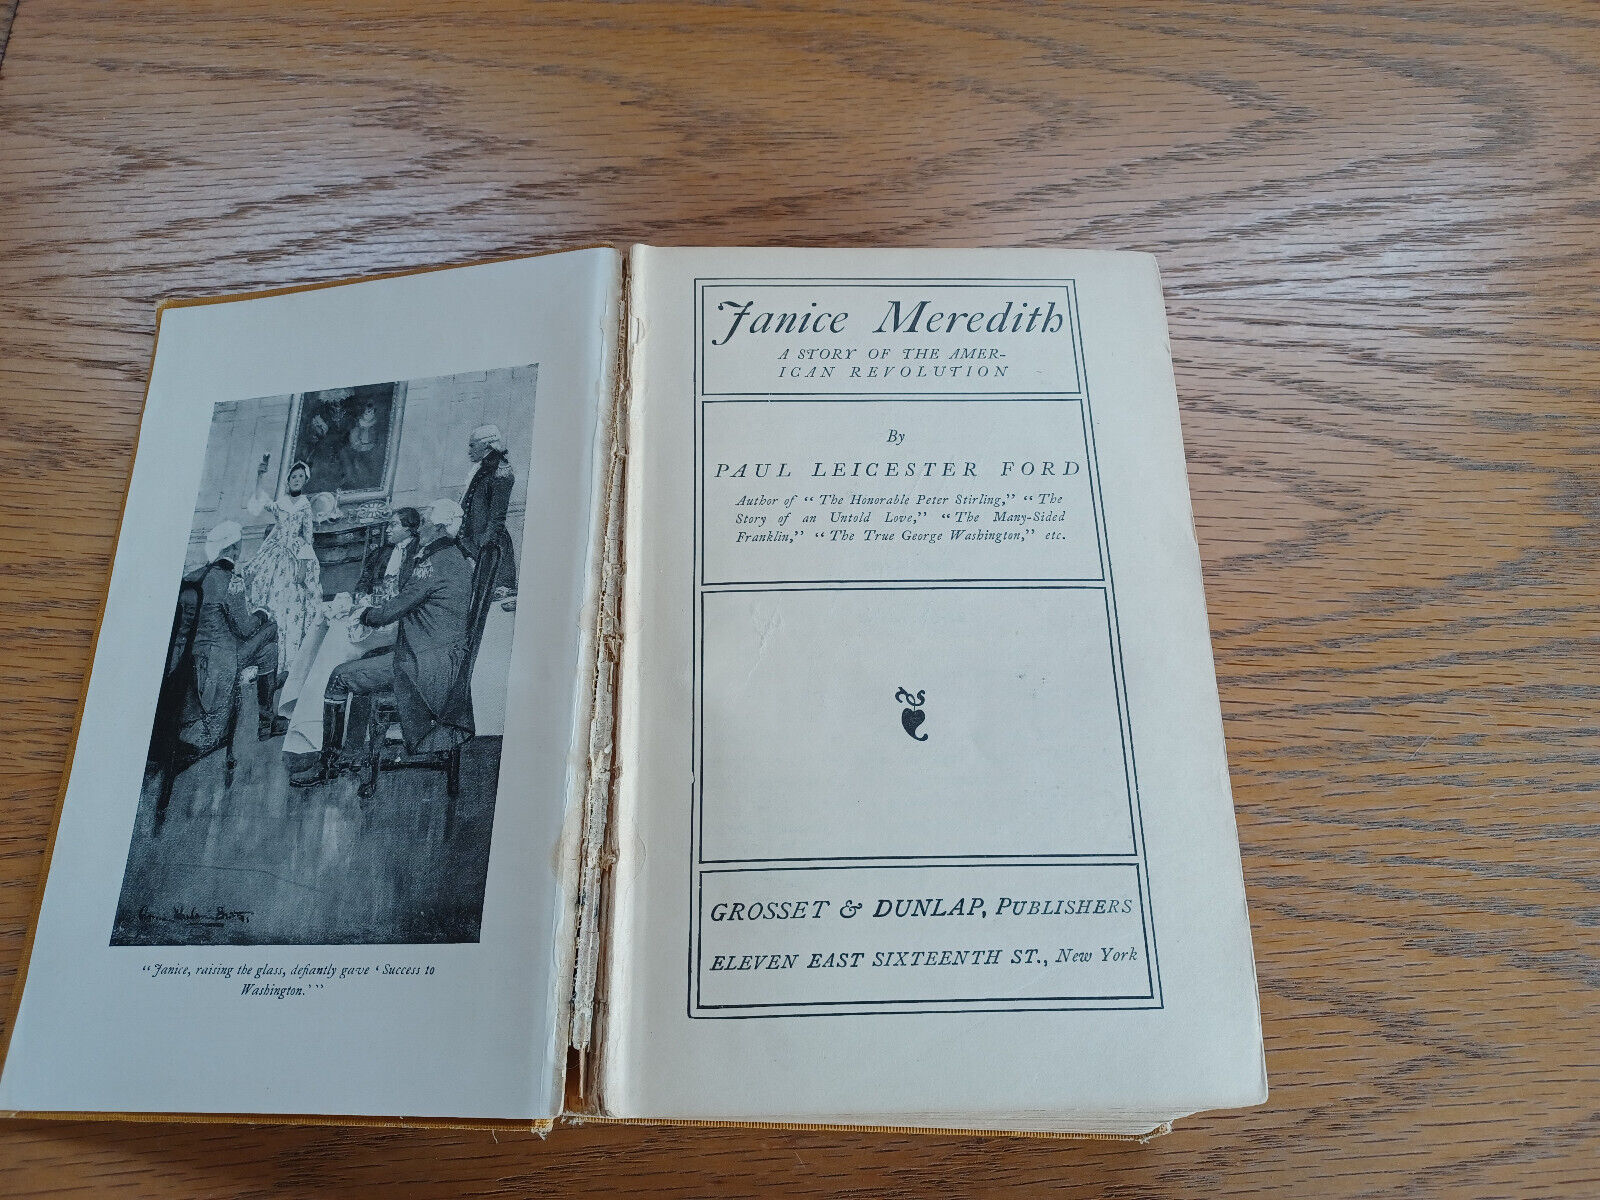 "Janice, raising the glass, defiantly gave 'Success to
Washington.'"
Janice Meredith
A STORY OF THE AMER-
ICAN REVOLUTION
By
PAUL LEICESTER FORD
Author of "The Honorable Peter Stirling," "The
Story of an Untold Love," "The Many-Sided
Franklin," "The True George Washington," etc.
GROSSET & DUNLAP, PUBLISHERS
ELEVEN EAST SIXTEENTH ST., New York